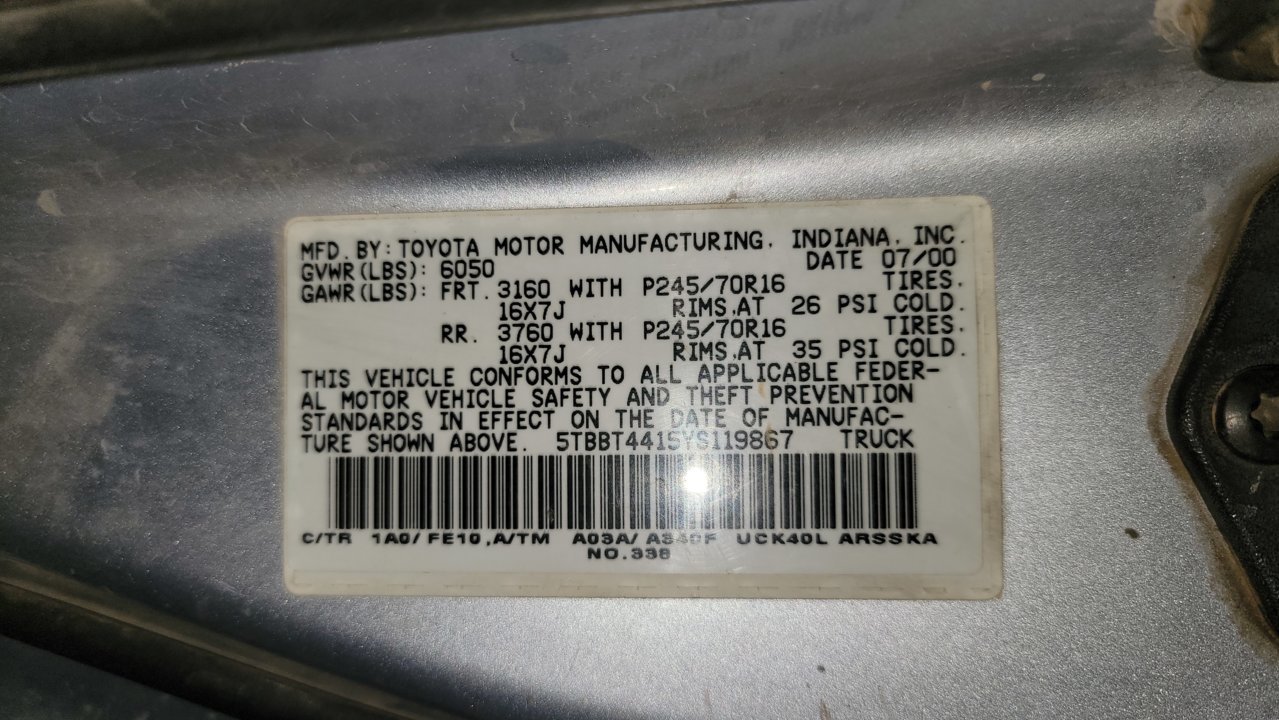 MFD. BY: TOYOTA MOTOR MANUFACTURING, INDIANA, INC.
GVWR(LBS): 6050 DATE 07/00
GAWR(LBS): FRT. 3160 WITH P245/70R16 TIRES.
16X7J RIMS.AT 26 PSI COLD.
RR. 3760 WITH P245/70R16 TIRES.
16X7J RIMS.AT 35 PSI COLD.
THIS VEHICLE CONFORMS TO ALL APPLICABLE FEDER-
AL MOTOR VEHICLE SAFETY AND THEFT PREVENTION
STANDARDS IN EFFECT ON THE DATE OF MANUFAC-
TURE SHOWN ABOVE. 5TBBT4415YS119867 TRUCK
C/TR 1A0/FE10,A/TM A03A/A340F UCK40L ARSSKA
NO.338